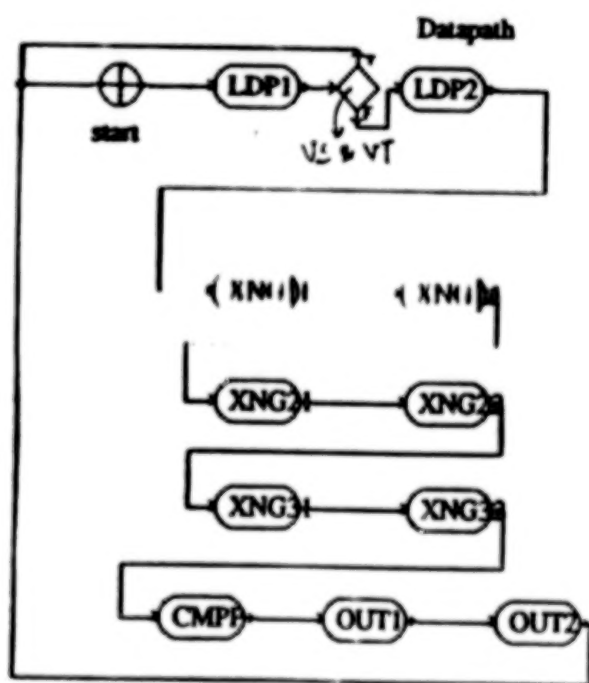 Datapath
LDP1 LDP2
start
XNG2 XNG2
XNG3 XNG3
CMPP OUT1 OUT2